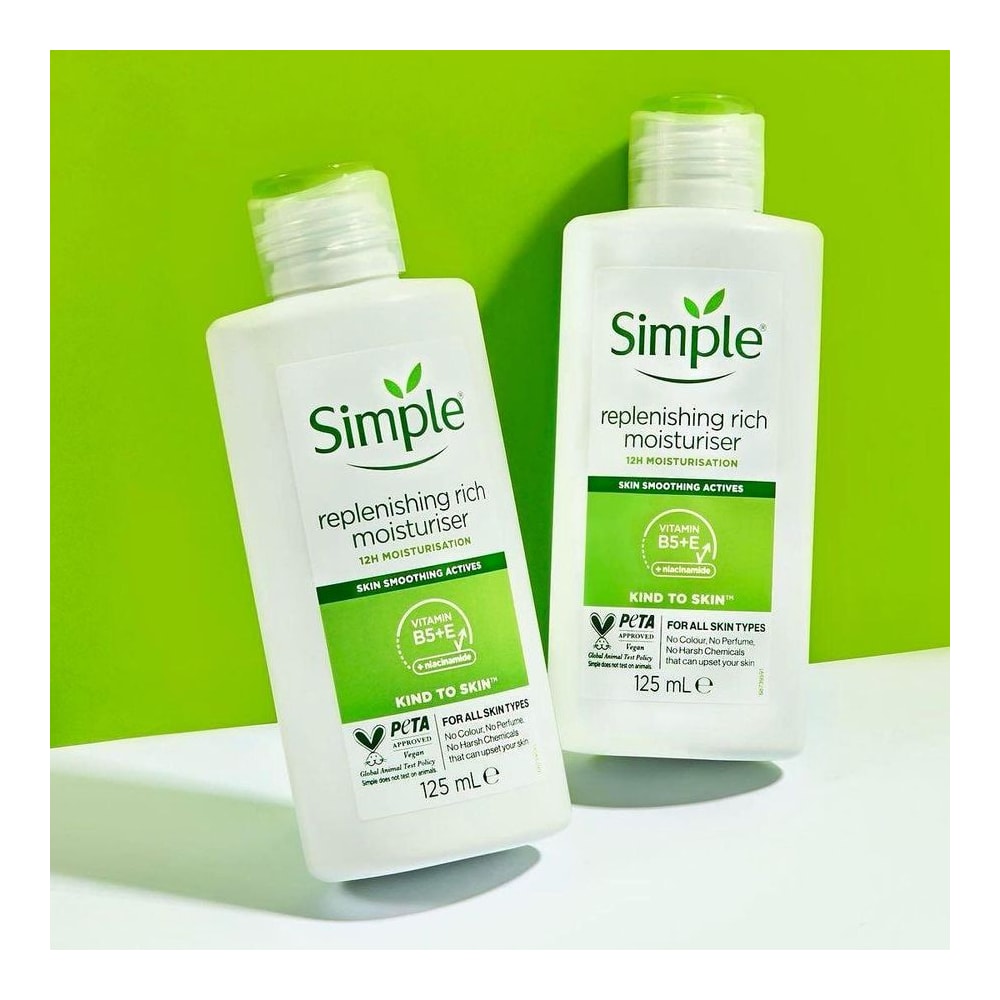 Simple®
replenishing rich
moisturiser
12H MOISTURISATION
SKIN SMOOTHING ACTIVES
VITAMIN
B5+E
+ niacinamide
KIND TO SKIN™
PeTA
APPROVED
Vegan
Global Animal Test Policy
Simple does not test on animals.
FOR ALL SKIN TYPES
No Colour, No Perfume,
No Harsh Chemicals
that can upset your skin
125 mL e
Simple®
replenishing rich
moisturiser
12H MOISTURISATION
SKIN SMOOTHING ACTIVES
VITAMIN
B5+E
+ niacinamide
KIND TO SKIN™
PeTA
APPROVED
Vegan
Global Animal Test Policy
Simple does not test on animals.
FOR ALL SKIN TYPES
No Colour, No Perfume,
No Harsh Chemicals
that can upset your skin
125 mL e